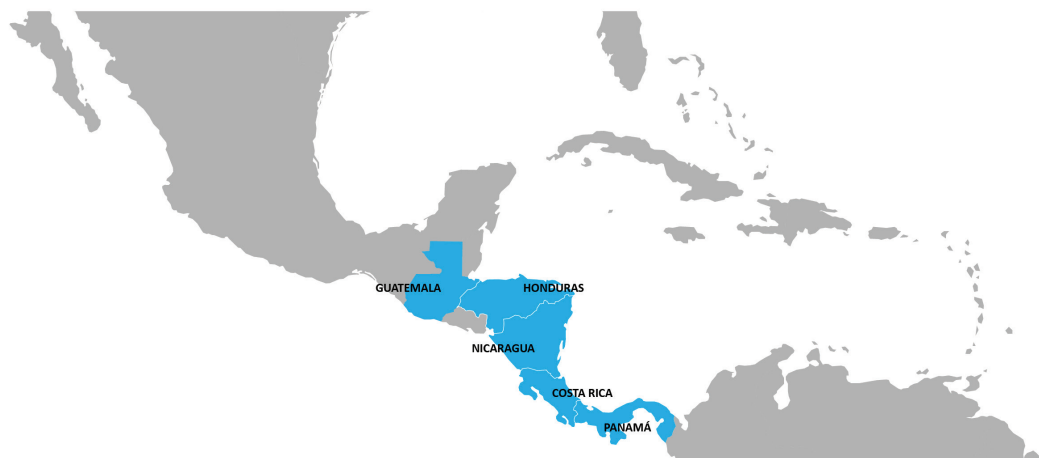 GUATEMALA
HONDURAS
NICARAGUA
COSTA RICA
PANAMÁ